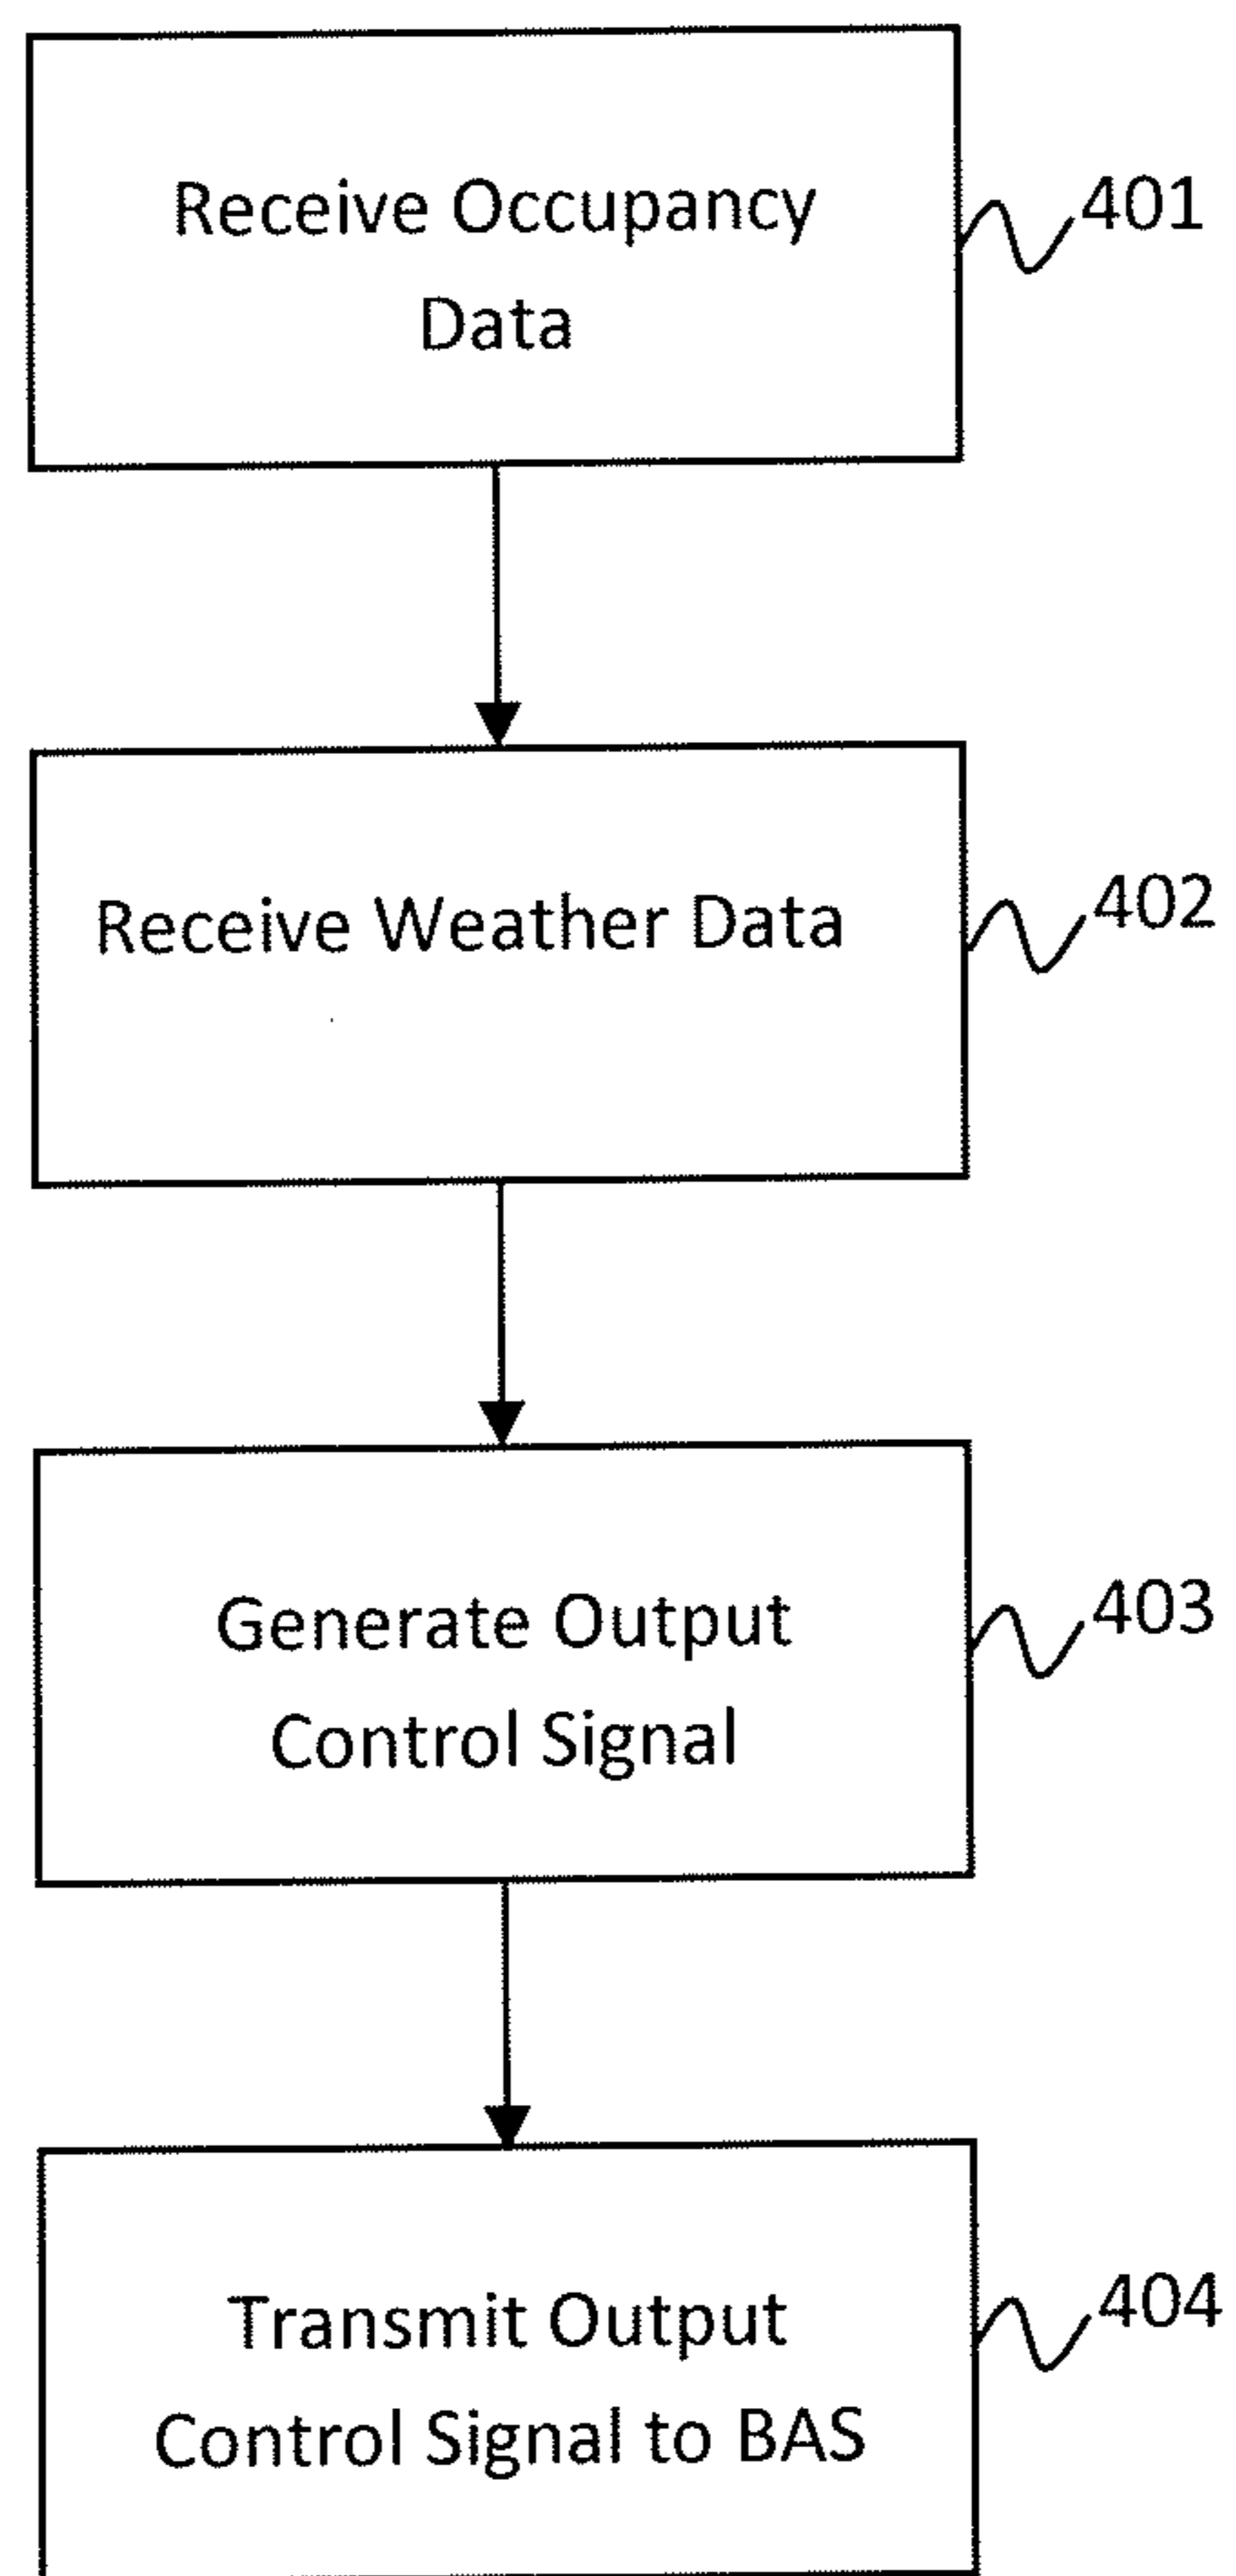 Receive Occupancy
Data
401
Receive Weather Data
402
Generate Output
Control Signal
403
Transmit Output
Control Signal to BAS
404